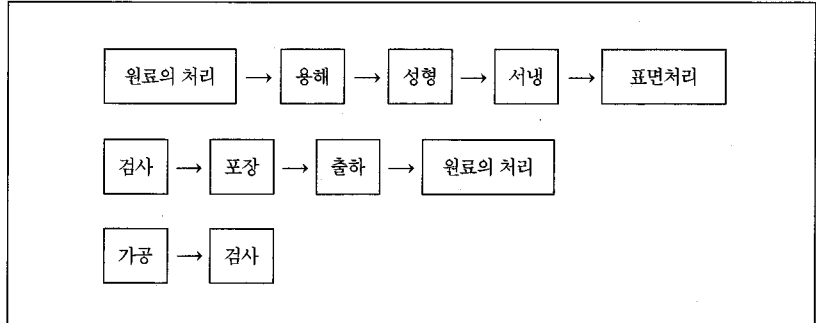 원료의 처리 → 용해 → 성형 → 서냉 → 표면처리
검사 → 포장 → 출하 → 원료의 처리
가공 → 검사